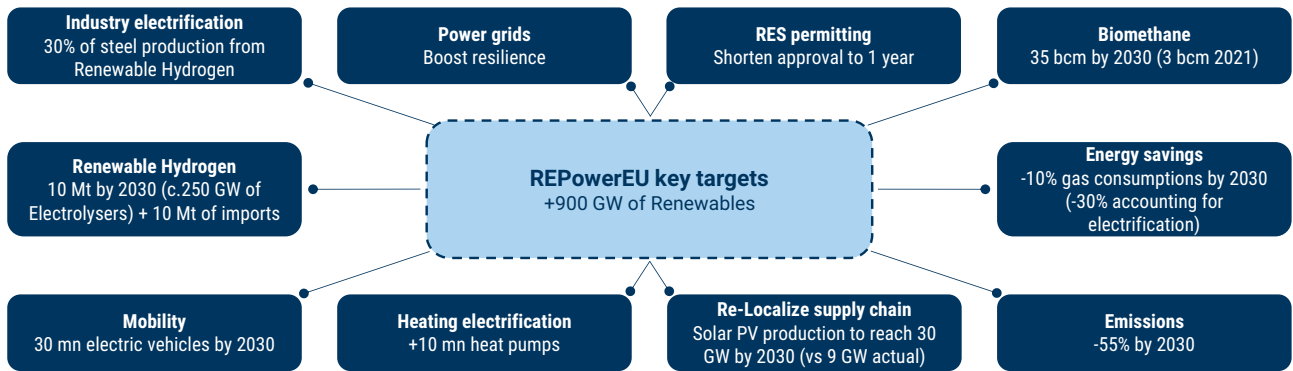 Industry electrification
30% of steel production from
Renewable Hydrogen
Power grids
Boost resilience
RES permitting
Shorten approval to 1 year
Biomethane
35 bcm by 2030 (3 bcm 2021)
Renewable Hydrogen
10 Mt by 2030 (c.250 GW of
Electrolysers) + 10 Mt of imports
REPowerEU key targets
+900 GW of Renewables
Energy savings
-10% gas consumptions by 2030
(-30% accounting for
electrification)
Mobility
30 mn electric vehicles by 2030
Heating electrification
+10 mn heat pumps
Re-Localize supply chain
Solar PV production to reach 30
GW by 2030 (vs 9 GW actual)
Emissions
-55% by 2030